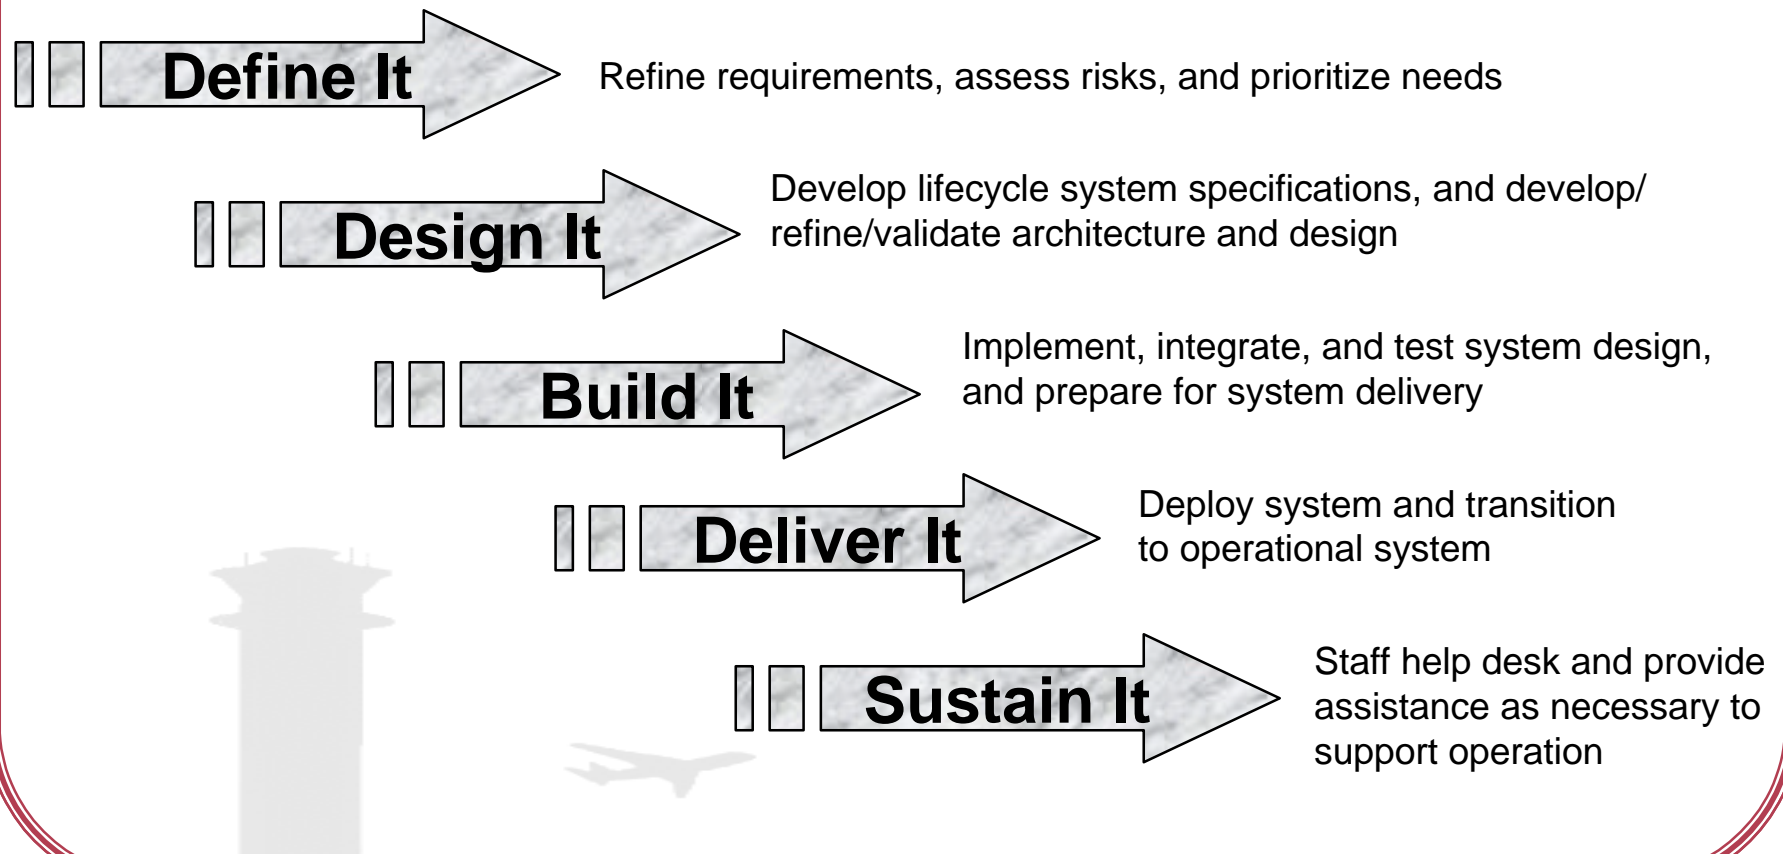 Define It
Refine requirements, assess risks, and prioritize needs
Design It
Develop lifecycle system specifications, and develop/
refine/validate architecture and design
Build It
Implement, integrate, and test system design,
and prepare for system delivery
Deliver It
Deploy system and transition
to operational system
Sustain It
Staff help desk and provide
assistance as necessary to
support operation